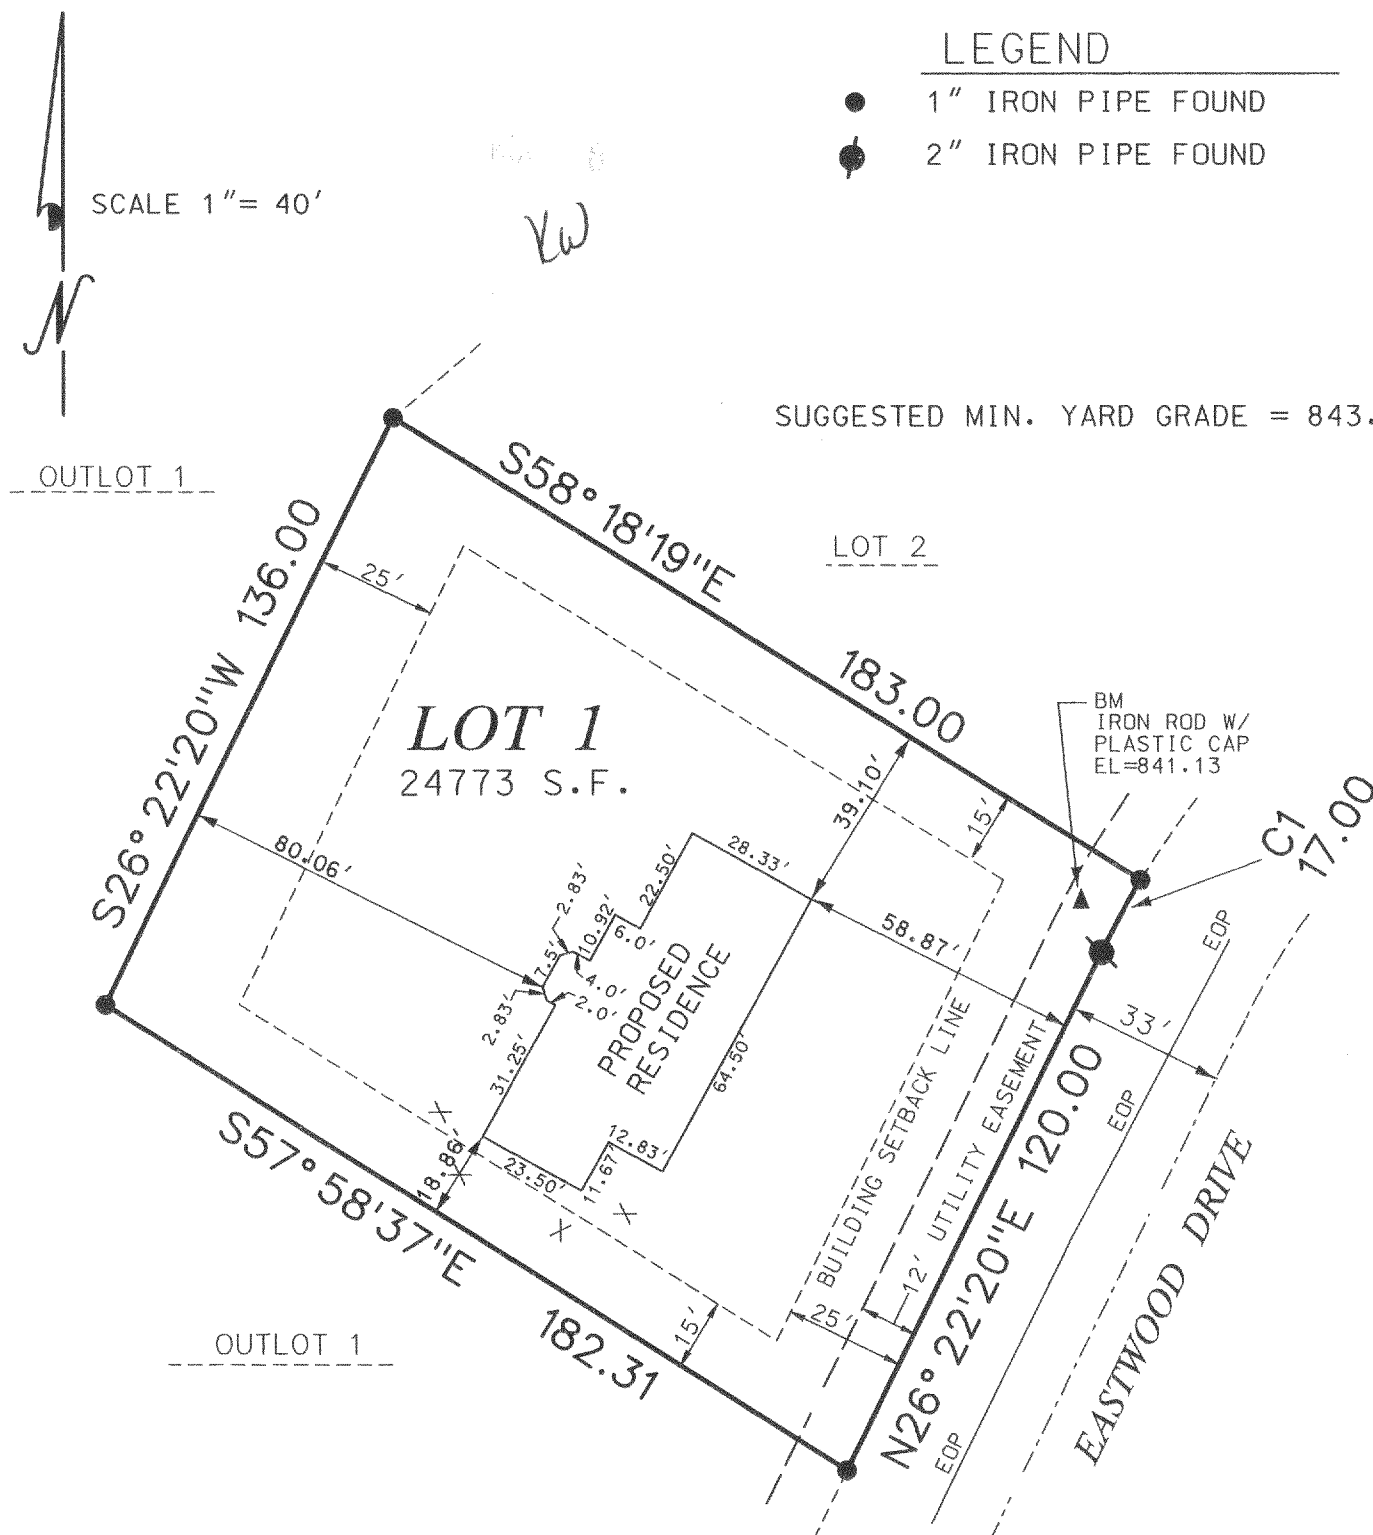 LEGEND
1" IRON PIPE FOUND
2" IRON PIPE FOUND
SCALE 1"= 40'
N
SUGGESTED MIN. YARD GRADE = 843.
OUTLOT 1
S58°18'19"E
183.00
LOT 2
S26°22'20"W 136.00
25'
LOT 1
24773 S.F.
BM
IRON ROD W/
PLASTIC CAP
EL=841.13
C1
17.00
39.10'
15'
80.06'
28.33'
22.50'
2.83'
10.92'
6.0'
7.5'
4.0'
2.0'
2.83'
31.25'
PROPOSED
RESIDENCE
64.50'
58.87'
EOP
33'
EOP
12.83'
11.67'
23.50'
18.86'
X
X
X
X
S57°58'37"E
182.31
15'
BUILDING SETBACK LINE
12' UTILITY EASEMENT
25'
N26°22'20"E 120.00
EASTWOOD DRIVE
EOP
OUTLOT 1